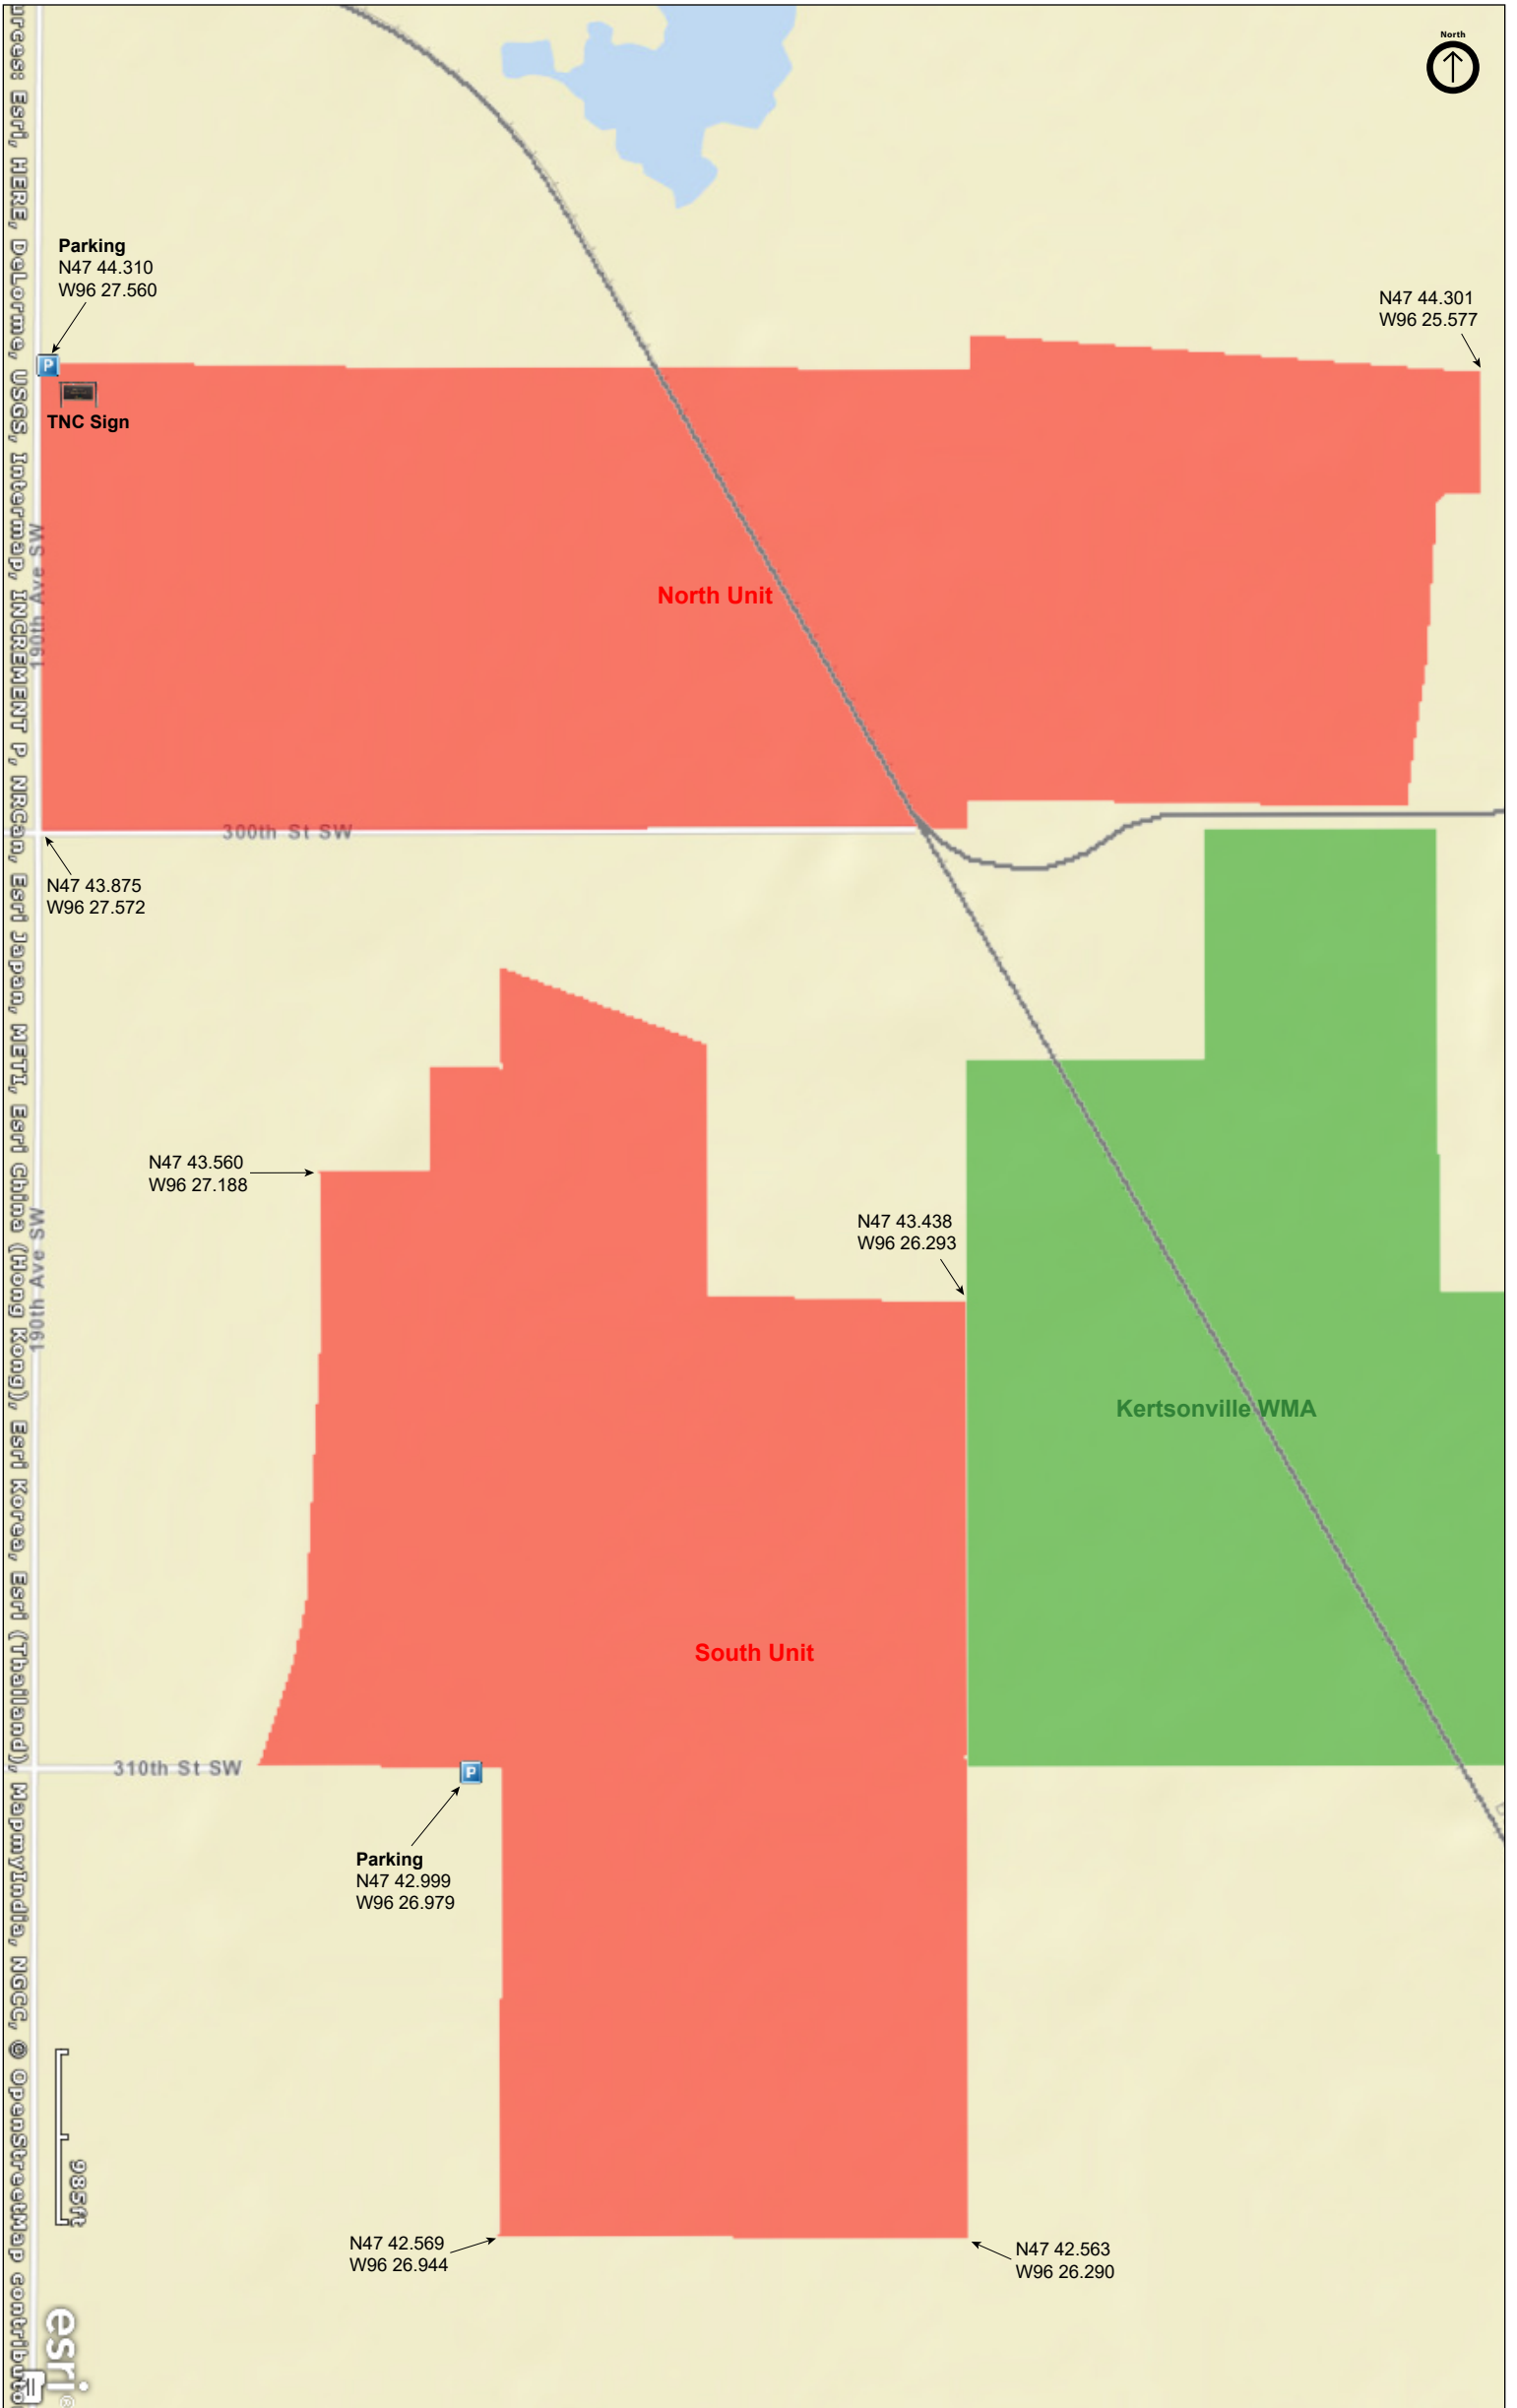 North
Parking
N47 44.310
W96 27.560
N47 44.301
W96 25.577
P
TNC Sign
190th Ave SW
North Unit
300th St SW
N47 43.875
W96 27.572
N47 43.560
W96 27.188
190th Ave SW
N47 43.438
W96 26.293
Kertsonville WMA
South Unit
310th St SW
P
Parking
N47 42.999
W96 26.979
985ft
N47 42.569
W96 26.944
N47 42.563
W96 26.290
esri
urces: Esri, HERE, DeLorme, USGS, Intermap, INCREMENT P, NRCan, Esri Japan, METI, Esri China (Hong Kong), Esri Korea, Esri (Thailand), MapmyIndia, NGCC, © OpenStreetMap contributo